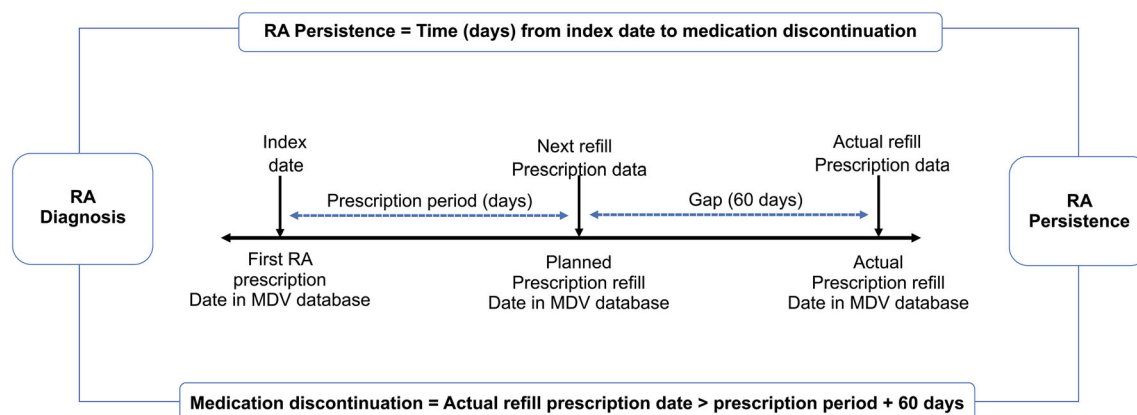 RA Persistence = Time (days) from index date to medication discontinuation
Index
date
Next refill
Prescription data
Actual refill
Prescription data
RA
Diagnosis
Prescription period (days)
Gap (60 days)
RA
Persistence
First RA
prescription
Date in MDV database
Planned
Prescription refill
Date in MDV database
Actual
Prescription refill
Date in MDV database
Medication discontinuation = Actual refill prescription date > prescription period + 60 days